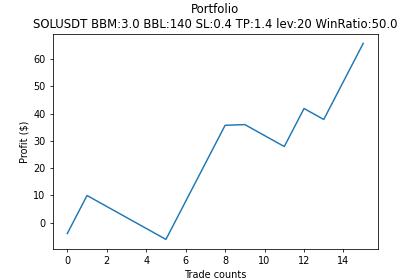 Portfolio
SOLUSDT BBM:3.0 BBL:140 SL:0.4 TP:1.4 lev:20 WinRatio:50.0
60
50
40
30
20
10
0
Profit ($)
0 2 4 6 8 10 12 14
Trade counts